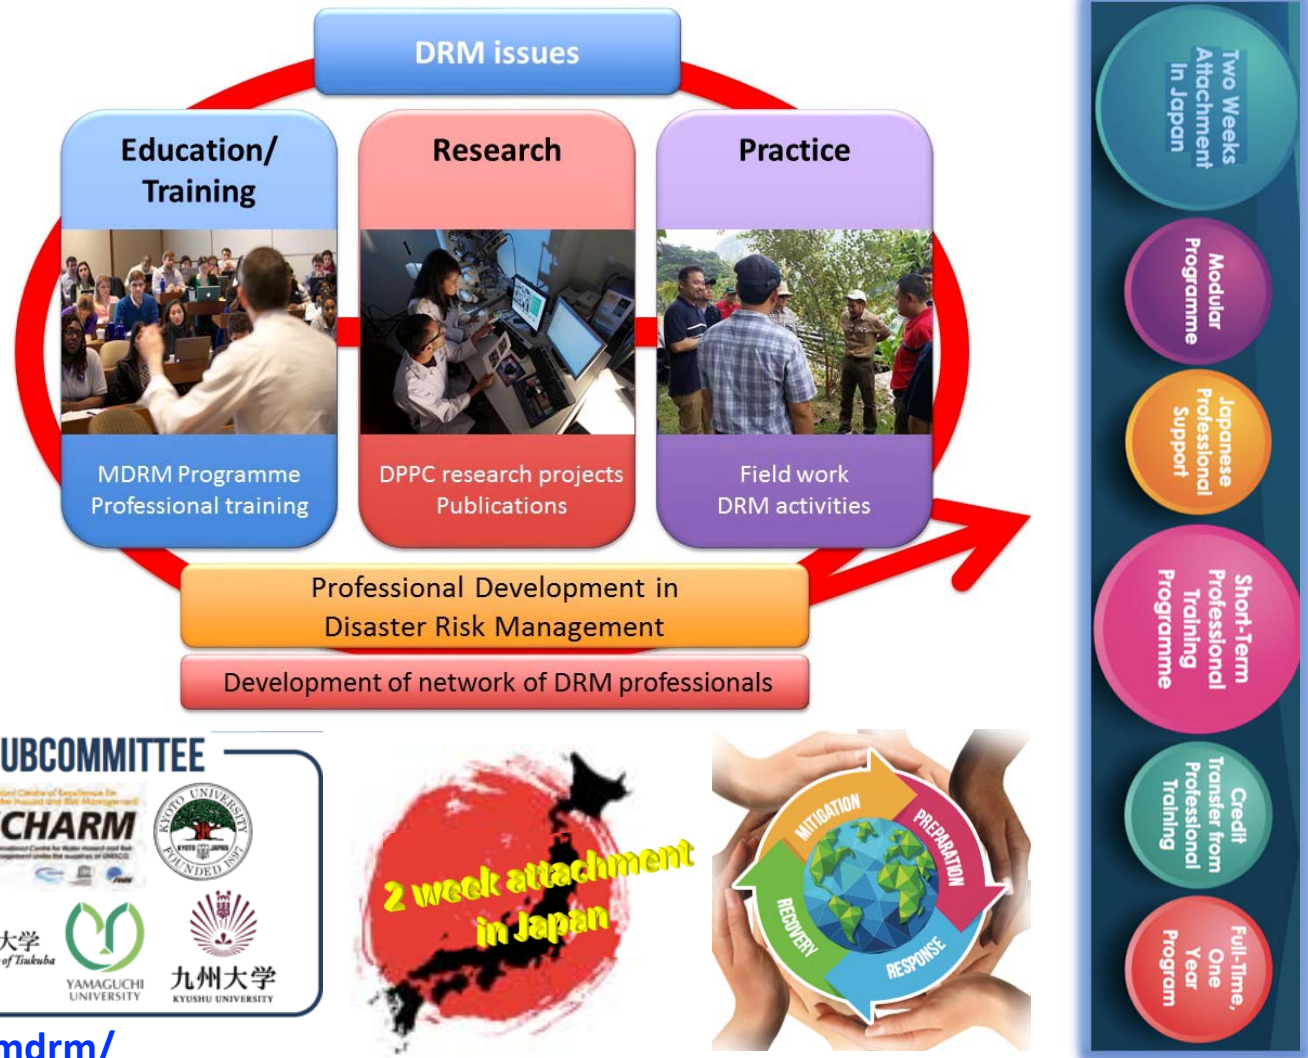 DRM issues
Education/
Training
Research
Practice
MDRM Programme
Professional training
DPPC research projects
Publications
Field work
DRM activities
Professional Development in
Disaster Risk Management
Development of network of DRM professionals
UBCOMMITTEE
CHARM
KYOTO UNIVERSITY
KYOTO JAPAN
FOUNDED 1897
大学
of Tsukuba
YAMAGUCHI
UNIVERSITY
九州大学
KYUSHU UNIVERSITY
mdrm/
2 week attachment
in Japan
MITIGATION
PREPARATION
RESPONSE
RECOVERY
Two Weeks
Attachment
In Japan
Modular
Programme
Japanese
Professional
Support
Short-Term
Professional
Training
Programme
Credit
Transfer from
Professional
Training
Full-Time,
One
Year
Program